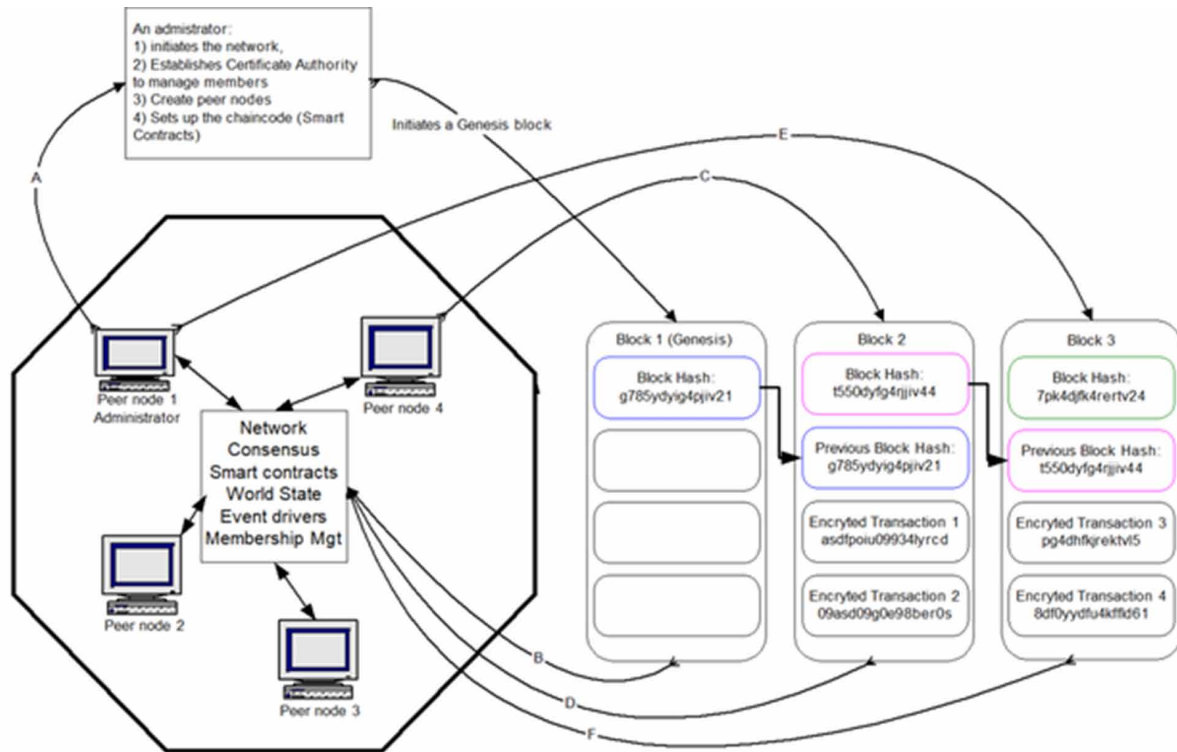 An admistrator:
1) initiates the network,
2) Establishes Certificate Authority
to manage members
3) Create peer nodes
4) Sets up the chaincode (Smart
Contracts)
Initiates a Genesis block
A
E
C
Peer node 1
Administrator
Peer node 4
Network
Consensus
Smart contracts
World State
Event drivers
Membership Mgt
Peer node 2
Peer node 3
B
D
F
Block 1 (Genesis)
Block Hash:
g785ydyig4pjiv21
Block 2
Block Hash:
t550dyfg4rjjiv44
Previous Block Hash:
g785ydyig4pjiv21
Encryted Transaction 1
asdfpoiu09934lyrcd
Encryted Transaction 2
09asd09g0e98ber0s
Block 3
Block Hash:
7pk4djfk4rertv24
Previous Block Hash:
t550dyfg4rjjiv44
Encryted Transaction 3
pg4dhfkjrektvl5
Encryted Transaction 4
8df0yydfu4kffld61